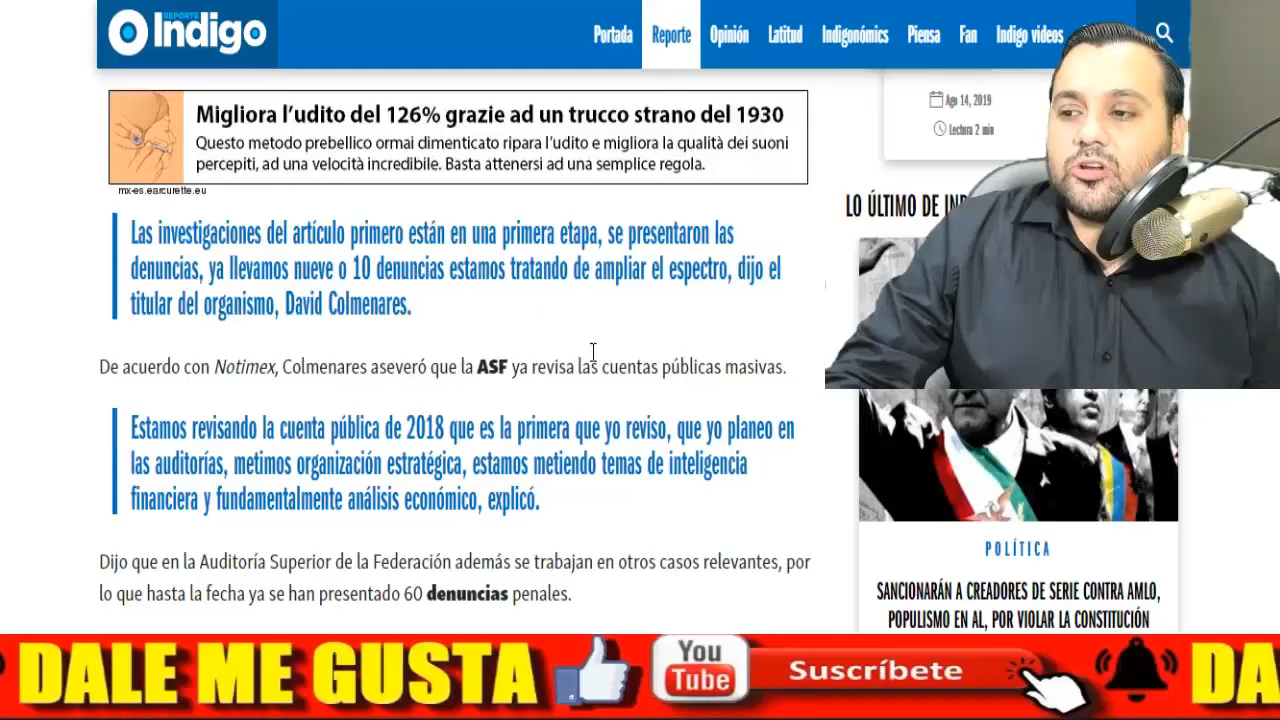 REPORTE
Indigo
Portada Reporte Opinión Latitud Indigonómics Piensa Fan Indigo videos
Migliora l'udito del 126% grazie ad un trucco strano del 1930
Questo metodo prebellico ormai dimenticato ripara l'udito e migliora la qualità dei suoni
percepiti, ad una velocità incredibile. Basta attenersi ad una semplice regola.
mx-es.earcurette.eu
Ago 14, 2019
Lectura 2 min
Las investigaciones del artículo primero están en una primera etapa, se presentaron las
denuncias, ya llevamos nueve o 10 denuncias estamos tratando de ampliar el espectro, dijo el
titular del organismo, David Colmenares.
De acuerdo con Notimex, Colmenares aseveró que la ASF ya revisa las cuentas públicas masivas.
Estamos revisando la cuenta pública de 2018 que es la primera que yo reviso, que yo planeo en
las auditorías, metimos organización estratégica, estamos metiendo temas de inteligencia
financiera y fundamentalmente análisis económico, explicó.
Dijo que en la Auditoría Superior de la Federación además se trabajan en otros casos relevantes, por
lo que hasta la fecha ya se han presentado 60 denuncias penales.
LO ÚLTIMO DE
POLÍTICA
SANCIONARÁN A CREADORES DE SERIE CONTRA AMLO,
POPULISMO EN AL, POR VIOLAR LA CONSTITUCIÓN
DALE ME GUSTA You Tube Suscríbete DA